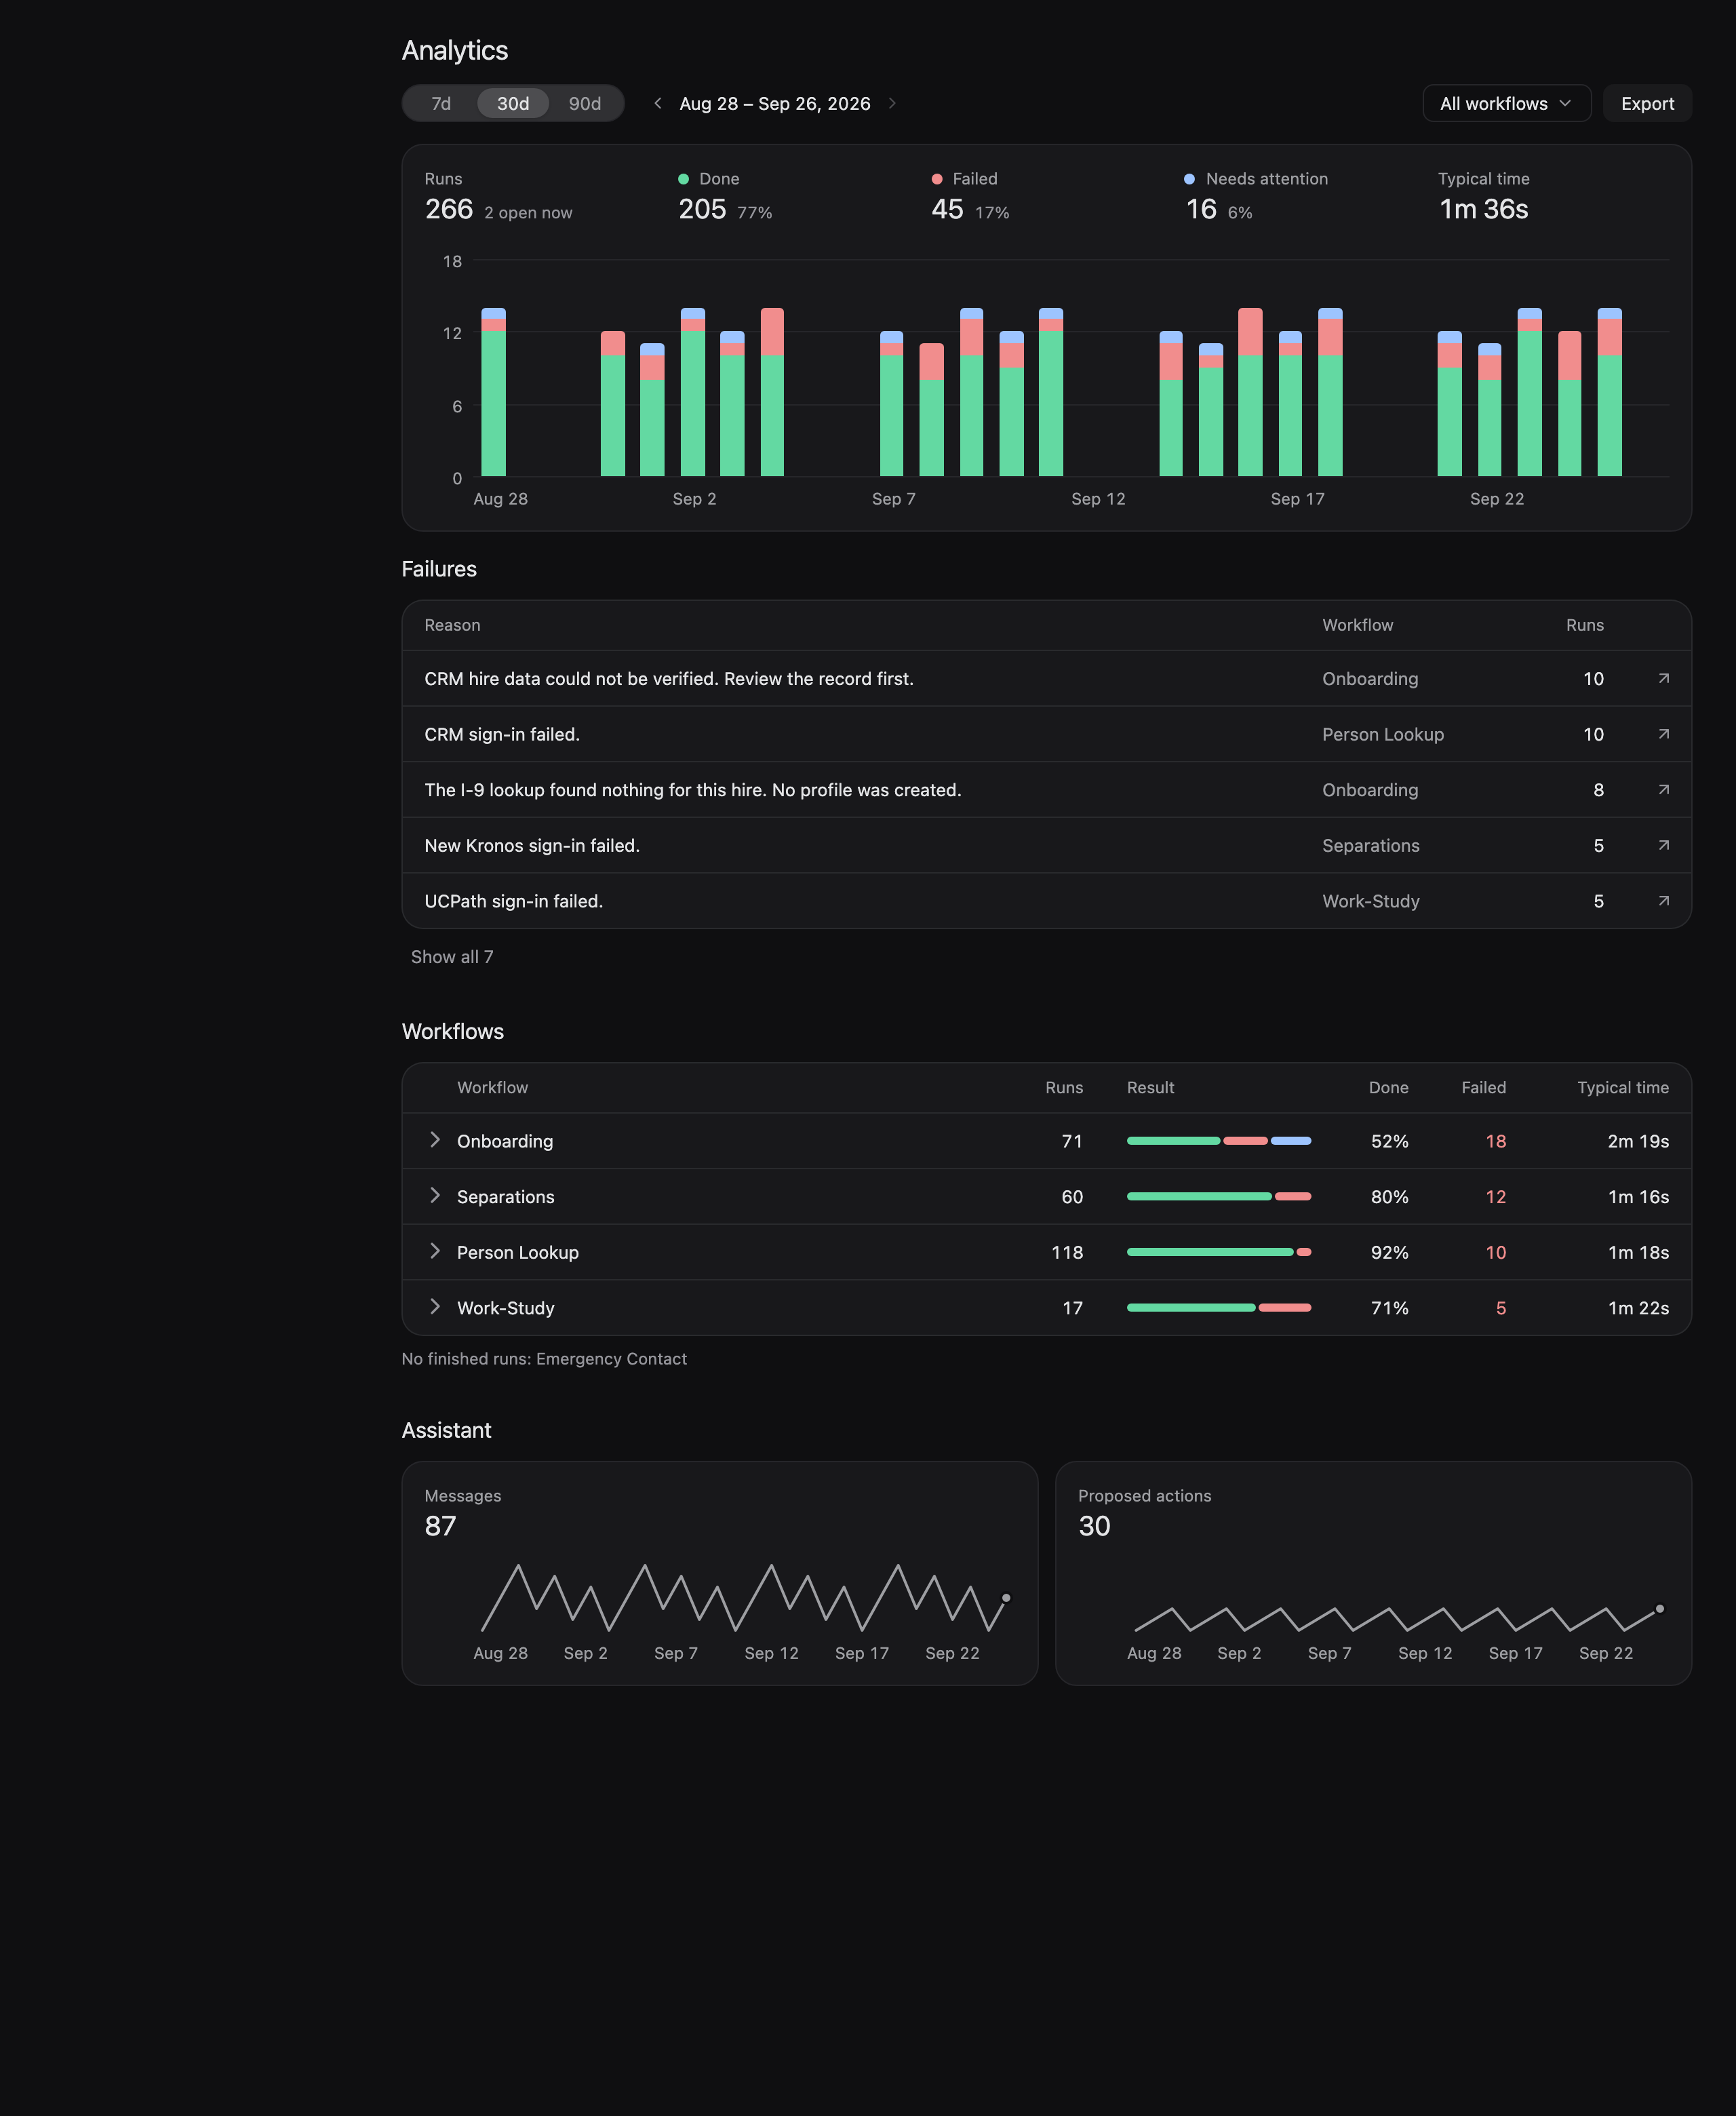 Analytics
7d 30d 90d Aug 28 – Sep 26, 2026 All workflows Export
Runs Done Failed Needs attention Typical time
266 2 open now 205 77% 45 17% 16 6% 1m 36s
18
12
6
0
Aug 28 Sep 2 Sep 7 Sep 12 Sep 17 Sep 22
Failures
Reason Workflow Runs
CRM hire data could not be verified. Review the record first. Onboarding 10
CRM sign-in failed. Person Lookup 10
The I-9 lookup found nothing for this hire. No profile was created. Onboarding 8
New Kronos sign-in failed. Separations 5
UCPath sign-in failed. Work-Study 5
Show all 7
Workflows
Workflow Runs Result Done Failed Typical time
Onboarding 71 52% 18 2m 19s
Separations 60 80% 12 1m 16s
Person Lookup 118 92% 10 1m 18s
Work-Study 17 71% 5 1m 22s
No finished runs: Emergency Contact
Assistant
Messages
87
Aug 28 Sep 2 Sep 7 Sep 12 Sep 17 Sep 22
Proposed actions
30
Aug 28 Sep 2 Sep 7 Sep 12 Sep 17 Sep 22